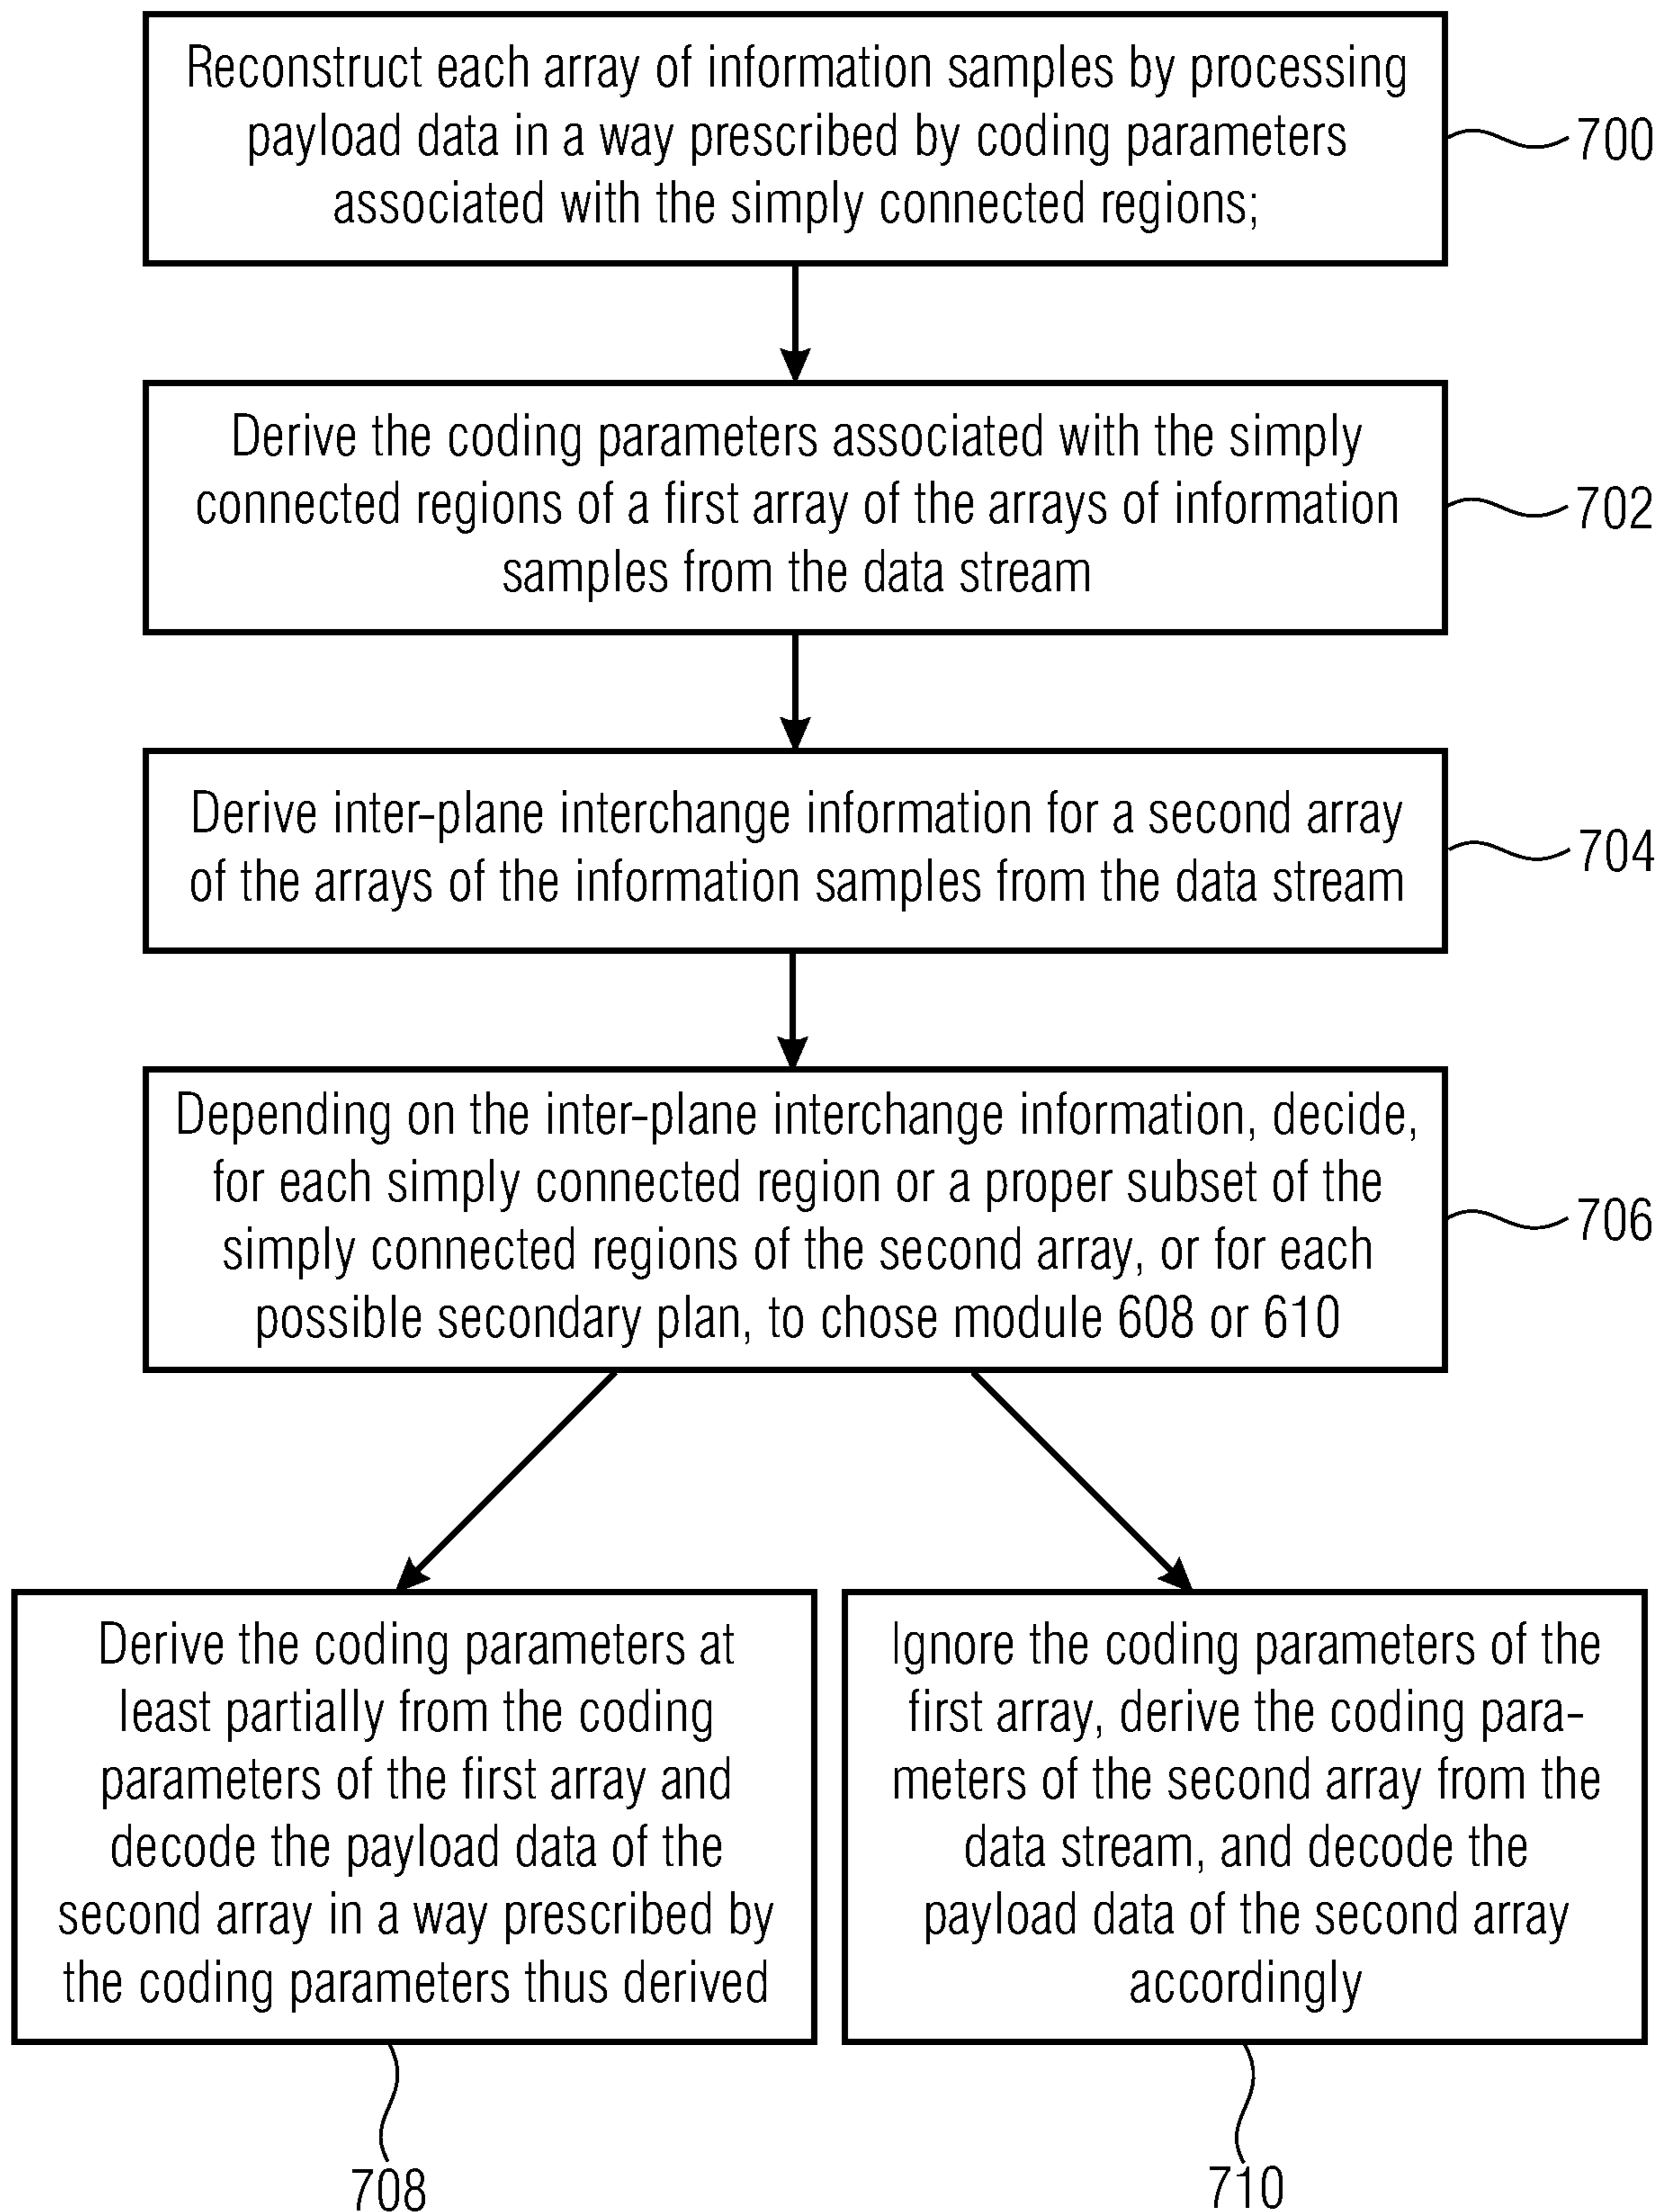 Reconstruct each array of information samples by processing
payload data in a way prescribed by coding parameters
associated with the simply connected regions;
700
Derive the coding parameters associated with the simply
connected regions of a first array of the arrays of information
samples from the data stream
702
Derive inter-plane interchange information for a second array
of the arrays of the information samples from the data stream
704
Depending on the inter-plane interchange information, decide,
for each simply connected region or a proper subset of the
simply connected regions of the second array, or for each
possible secondary plan, to chose module 608 or 610
706
Derive the coding parameters at
least partially from the coding
parameters of the first array and
decode the payload data of the
second array in a way prescribed by
the coding parameters thus derived
708
Ignore the coding parameters of the
first array, derive the coding para-
meters of the second array from the
data stream, and decode the
payload data of the second array
accordingly
710